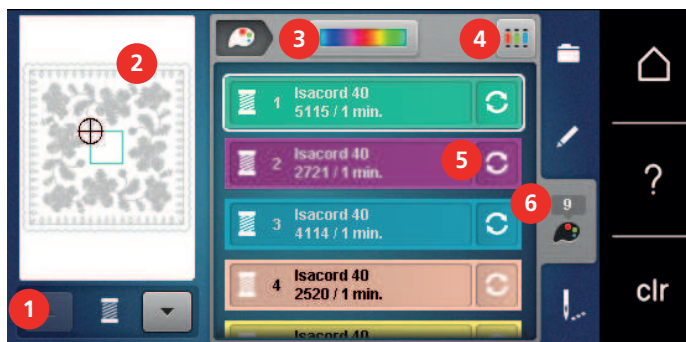 3
4
2
1 Isacord 40
5115 / 1 min.
2 Isacord 40
2721 / 1 min.
5
6
9
?
3 Isacord 40
4114 / 1 min.
4 Isacord 40
2520 / 1 min.
1
clr
Isacord 40